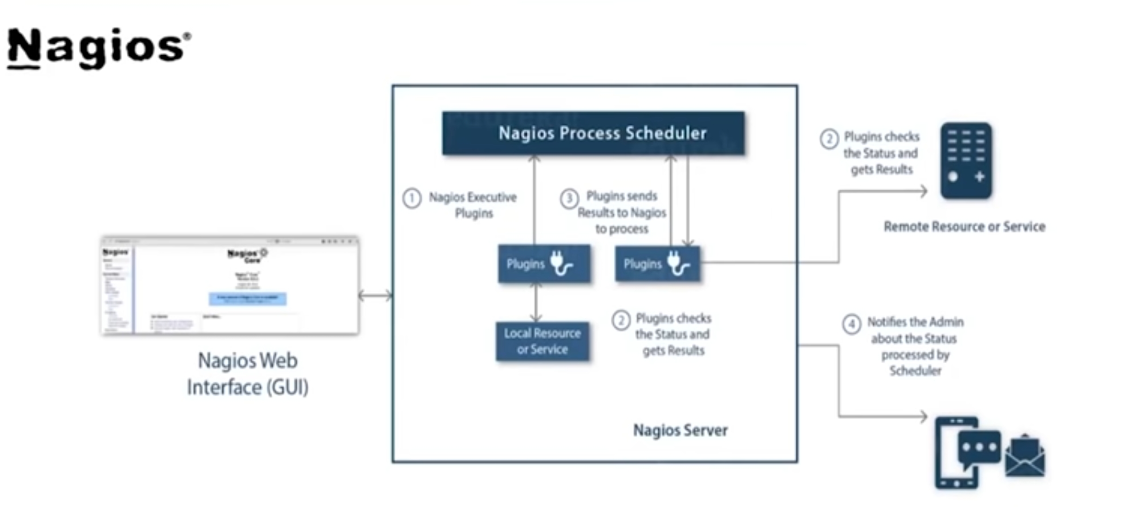 Nagios®
Nagios Process Scheduler
1 Nagios Executive
Plugins
3 Plugins sends
Results to Nagios
to process
2 Plugins checks
the Status and
gets Results
Remote Resource or Service
Plugins
Plugins
Nagios
Nagios
Core
Local Resource
or Service
2 Plugins checks
the Status and
gets Results
4 Notifies the Admin
about the Status
processed by
Scheduler
Nagios Web
Interface (GUI)
Nagios Server